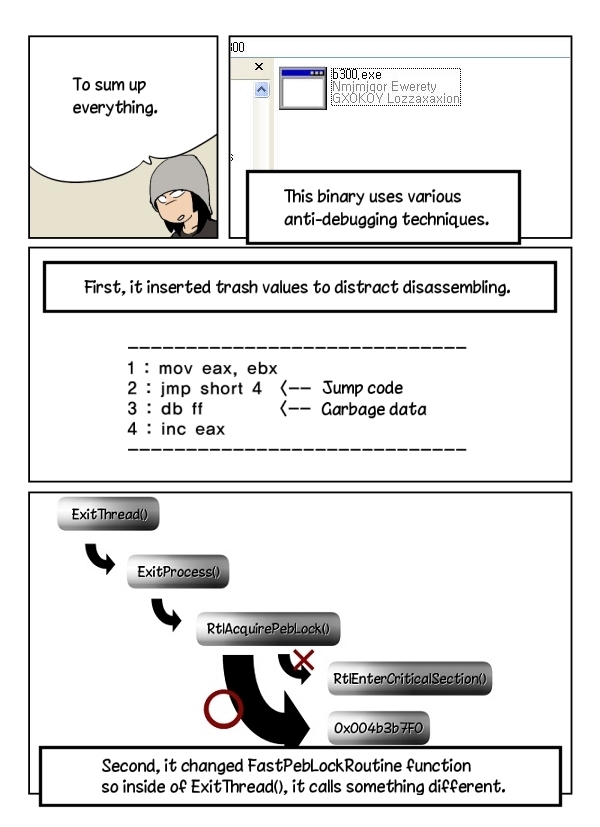 To sum up
everything.
300
b300.exe
Nmimjgor Ewerety
GXOKOY Lozzaxaxion
s
This binary uses various
anti-debugging techniques.
First, it inserted trash values to distract disassembling.
1 : mov eax, ebx
2 : jmp short 4 <-- Jump code
3 : db ff <-- Garbage data
4 : inc eax
ExitThread()
ExitProcess()
RtlAcquirePebLock()
RtlEnterCriticalSection()
0x004b3b7F0
Second, it changed FastPebLockRoutine function
so inside of ExitThread(), it calls something different.